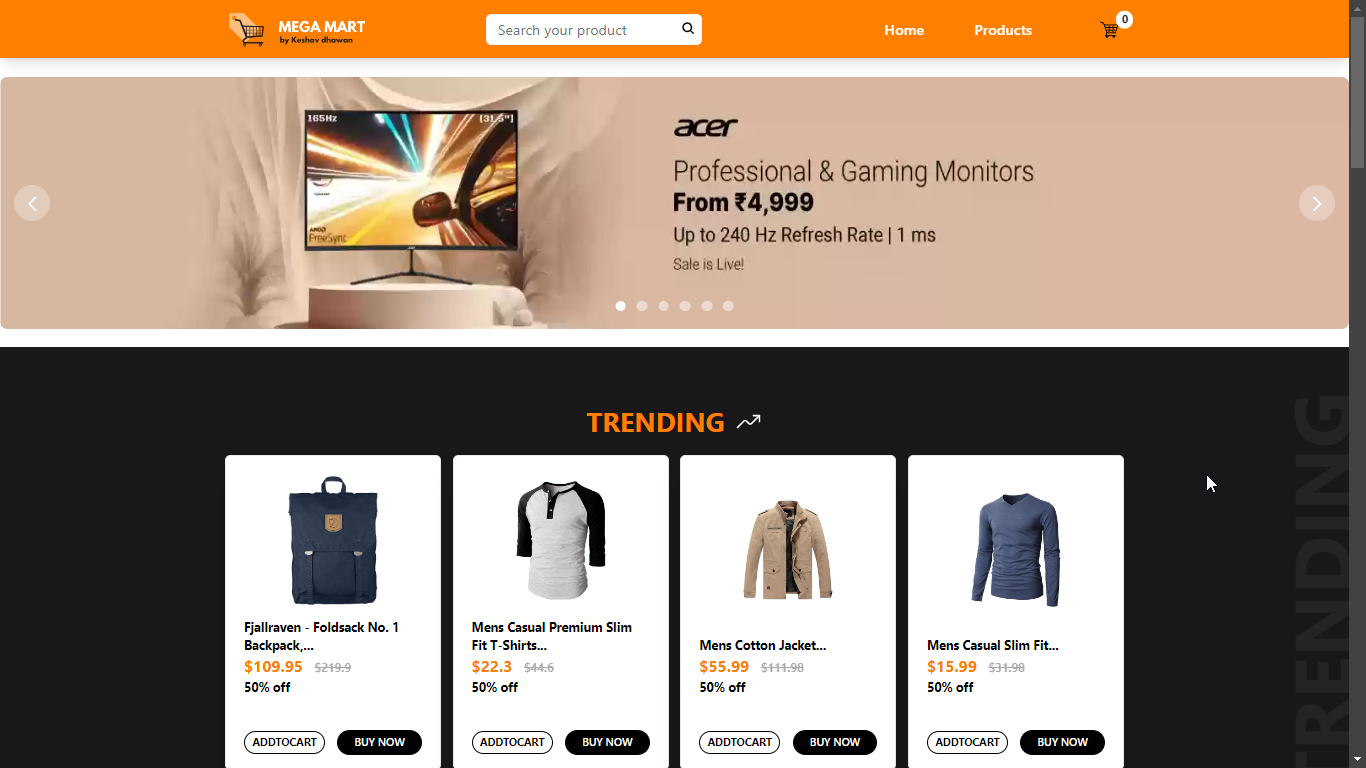 MEGA MART
by Keshav dhawan
Search your product
Home
Products
0
165Hz
[31.5"]
AMD
FreeSync
acer
acer
Professional & Gaming Monitors
From ₹4,999
Up to 240 Hz Refresh Rate | 1 ms
Sale is Live!
TRENDING
TRENDING
Fjallraven - Foldsack No. 1
Backpack,...
$109.95 $219.9
50% off
ADDTOCART BUY NOW
Mens Casual Premium Slim
Fit T-Shirts...
$22.3 $44.6
50% off
ADDTOCART BUY NOW
Mens Cotton Jacket...
$55.99 $111.98
50% off
ADDTOCART BUY NOW
Mens Casual Slim Fit...
$15.99 $31.98
50% off
ADDTOCART BUY NOW